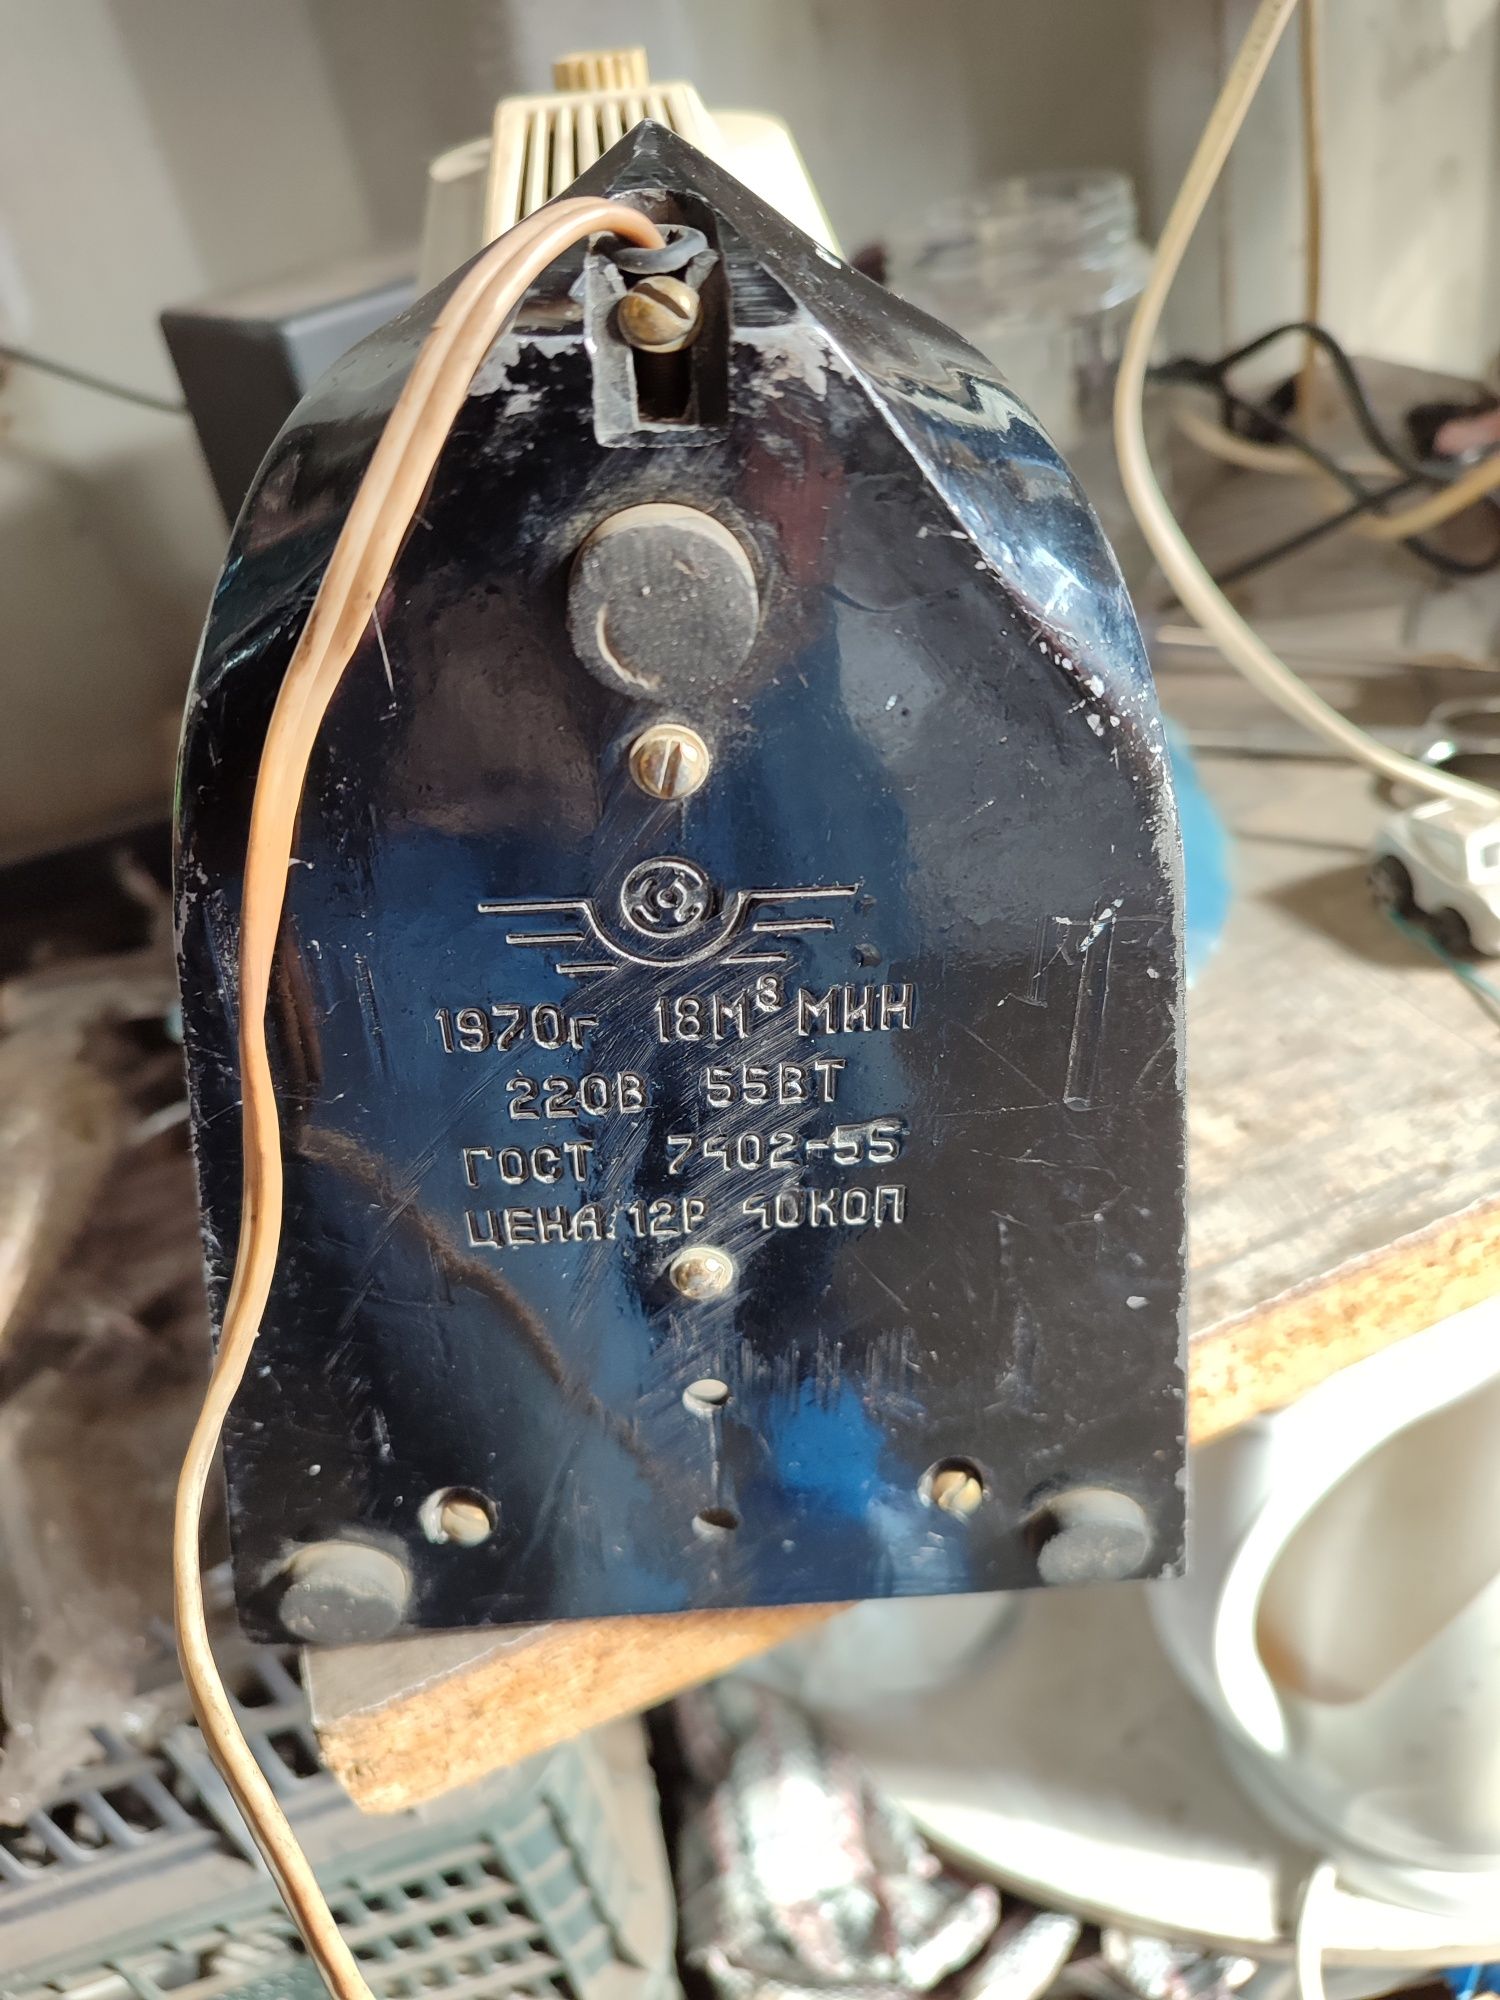 1970г 18М³ МИН
220В 55ВТ
ГОСТ 7402-55
ЦЕНА 12Р 40КОП